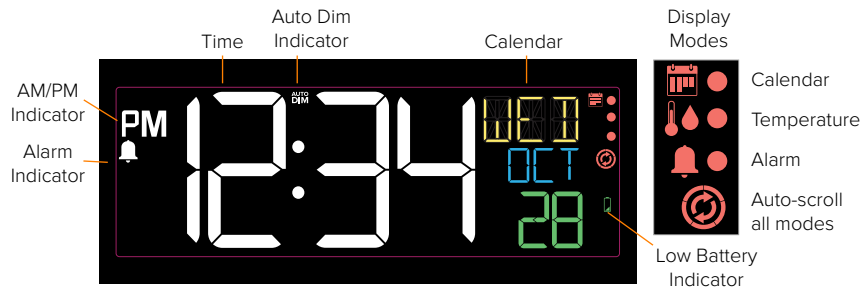 Auto Dim
Indicator
Time
Calendar
Display
Modes
AM/PM
Indicator
Alarm
Indicator
PM
12:34
AUTO
DIM
WED
OCT
28
Calendar
Temperature
Alarm
Auto-scroll
all modes
Low Battery
Indicator